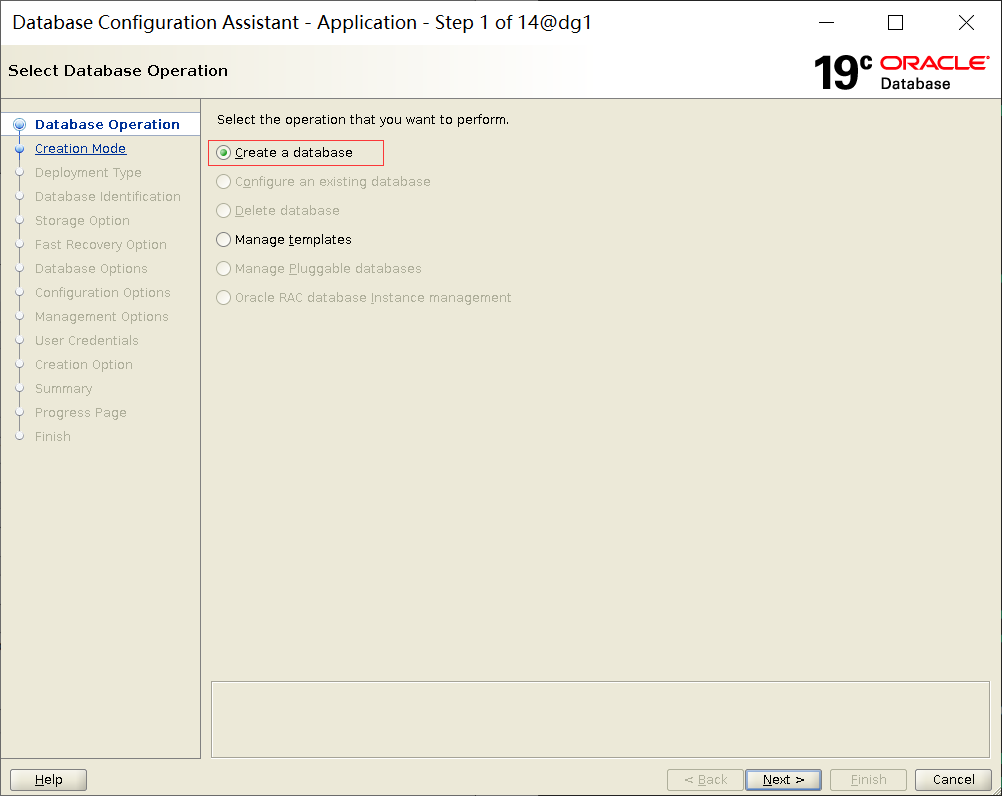 Database Configuration Assistant - Application - Step 1 of 14@dg1
Select Database Operation
19c ORACLE Database
Database Operation
Creation Mode
Deployment Type
Database Identification
Storage Option
Fast Recovery Option
Database Options
Configuration Options
Management Options
User Credentials
Creation Option
Summary
Progress Page
Finish
Select the operation that you want to perform.
Create a database
Configure an existing database
Delete database
Manage templates
Manage Pluggable databases
Oracle RAC database Instance management
Help
< Back
Next >
Finish
Cancel